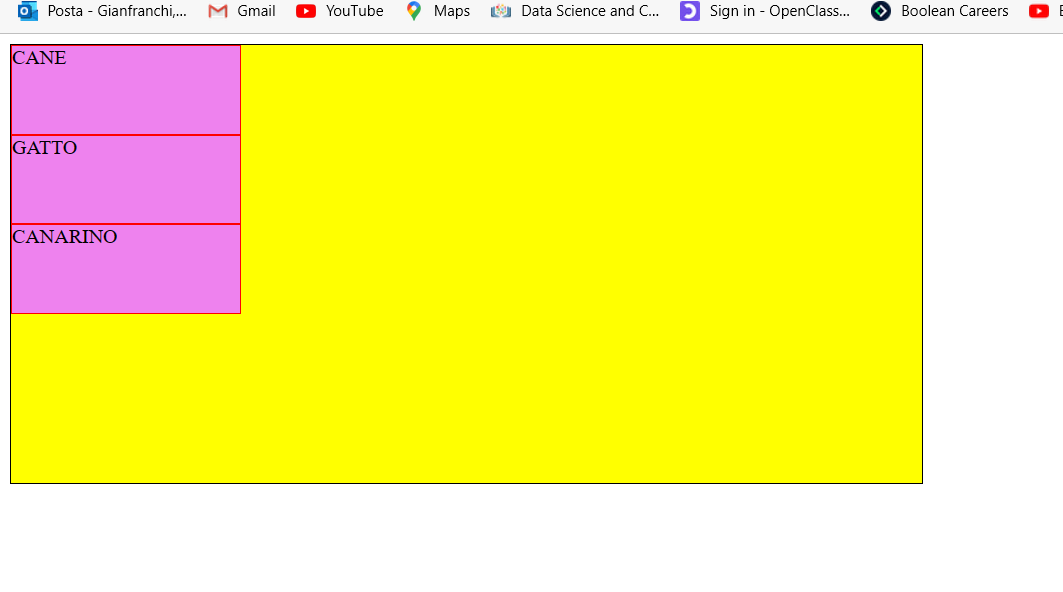 Posta - Gianfranchi,... Gmail YouTube Maps Data Science and C... Sign in - OpenClass... Boolean Careers
CANE
GATTO
CANARINO